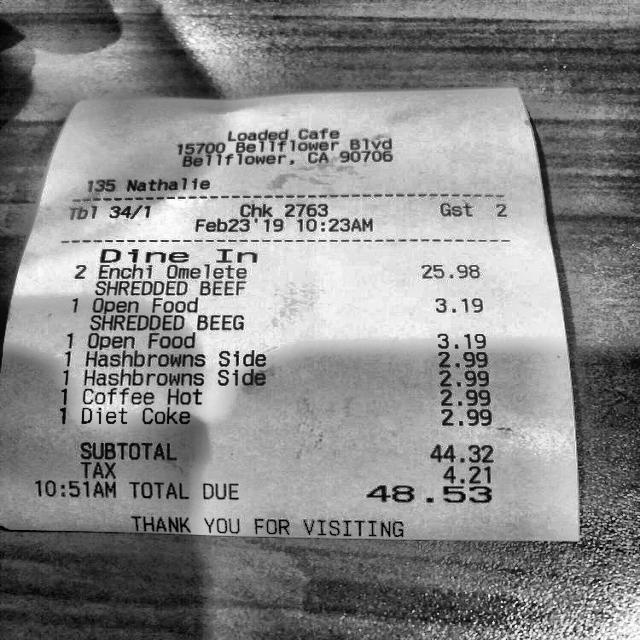 Loaded Cafe
15700 Bellflower Blvd
Bellflower, CA 90706
135 Nathalie
Tbl 34/1 Chk 2763 Gst 2
Feb23'19 10:23AM
Dine In
2 Enchi Omelete 25.98
SHREDDED BEEF
1 Open Food 3.19
SHREDDED BEEG
1 Open Food 3.19
1 Hashbrowns Side 2.99
1 Hashbrowns Side 2.99
1 Coffee Hot 2.99
1 Diet Coke 2.99
SUBTOTAL 44.32
TAX 4.21
10:51AM TOTAL DUE 48.53
THANK YOU FOR VISITING